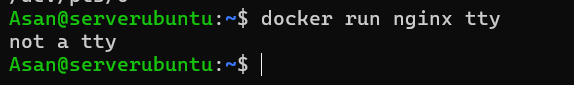 Asan@serverubuntu:~$ docker run nginx tty
not a tty
Asan@serverubuntu:~$